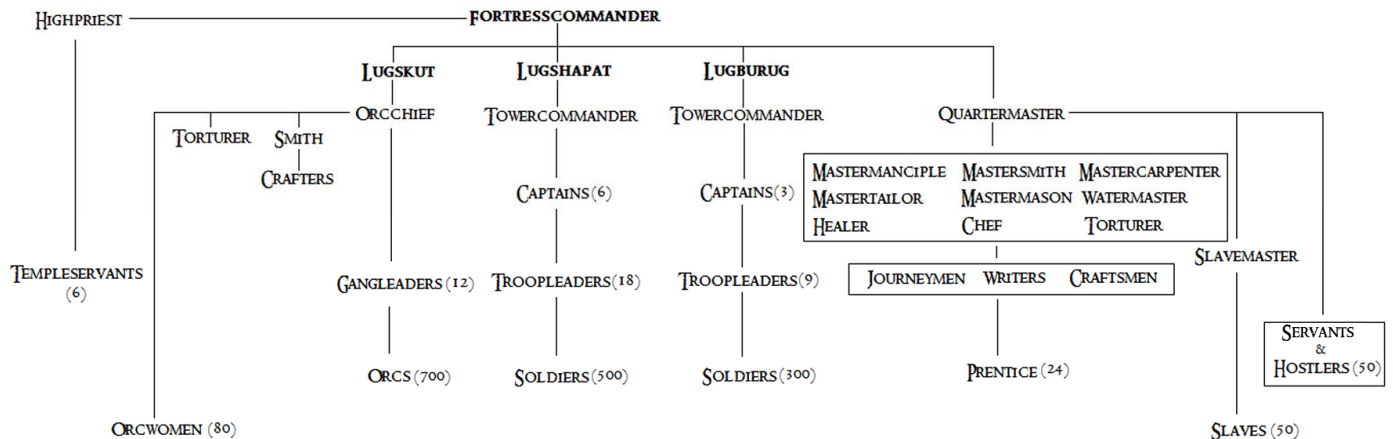 Highpriest
Fortresscommander
Lugskut
Lugshapat
Lugburug
Orcchief
Towercommander
Towercommander
Quartermaster
Torturer
Smith
Crafters
Mastermanciple Mastersmith Mastercarpenter
Mastertailor Mastermason Watermaster
Healer Chef Torturer
Captains (6)
Captains (3)
Slavemaster
Templeservants
(6)
Gangleaders (12)
Troopleaders (18)
Troopleaders (9)
Journeymen Writers Craftsmen
Servants
&
Hostlers (50)
Orcs (700)
Soldiers (500)
Soldiers (300)
Prentice (24)
Orcwomen (80)
Slaves (50)